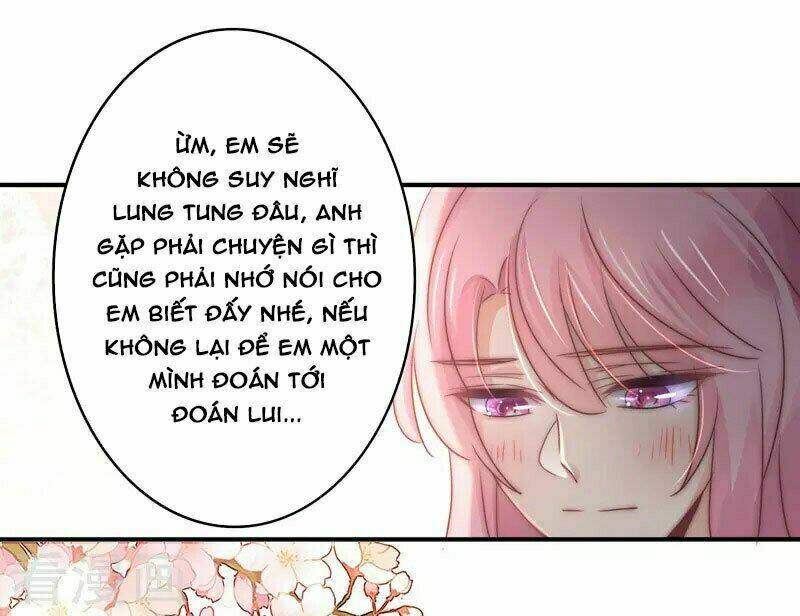 ỪM, EM SẼ
KHÔNG SUY NGHĨ
LUNG TUNG ĐÂU, ANH
GẶP PHẢI CHUYỆN GÌ THÌ
CŨNG PHẢI NHỚ NÓI CHO
EM BIẾT ĐẤY NHÉ, NẾU
KHÔNG LẠI ĐỂ EM MỘT
MÌNH ĐOÁN TỚI
ĐOÁN LUI...
看漫画